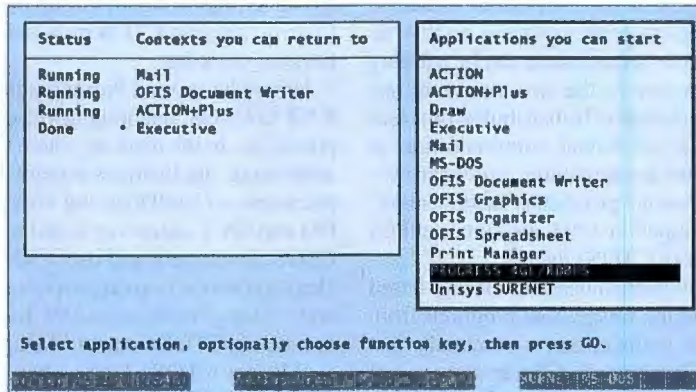 Status Contexts you can return to
Running Mail
Running OFIS Document Writer
Running ACTION+Plus
Done • Executive
Applications you can start
ACTION
ACTION+Plus
Draw
Executive
Mail
MS-DOS
OFIS Document Writer
OFIS Graphics
OFIS Organizer
OFIS Spreadsheet
Print Manager
PROGRESS
Unisys SURENET
Select application, optionally choose function key, then press GO.